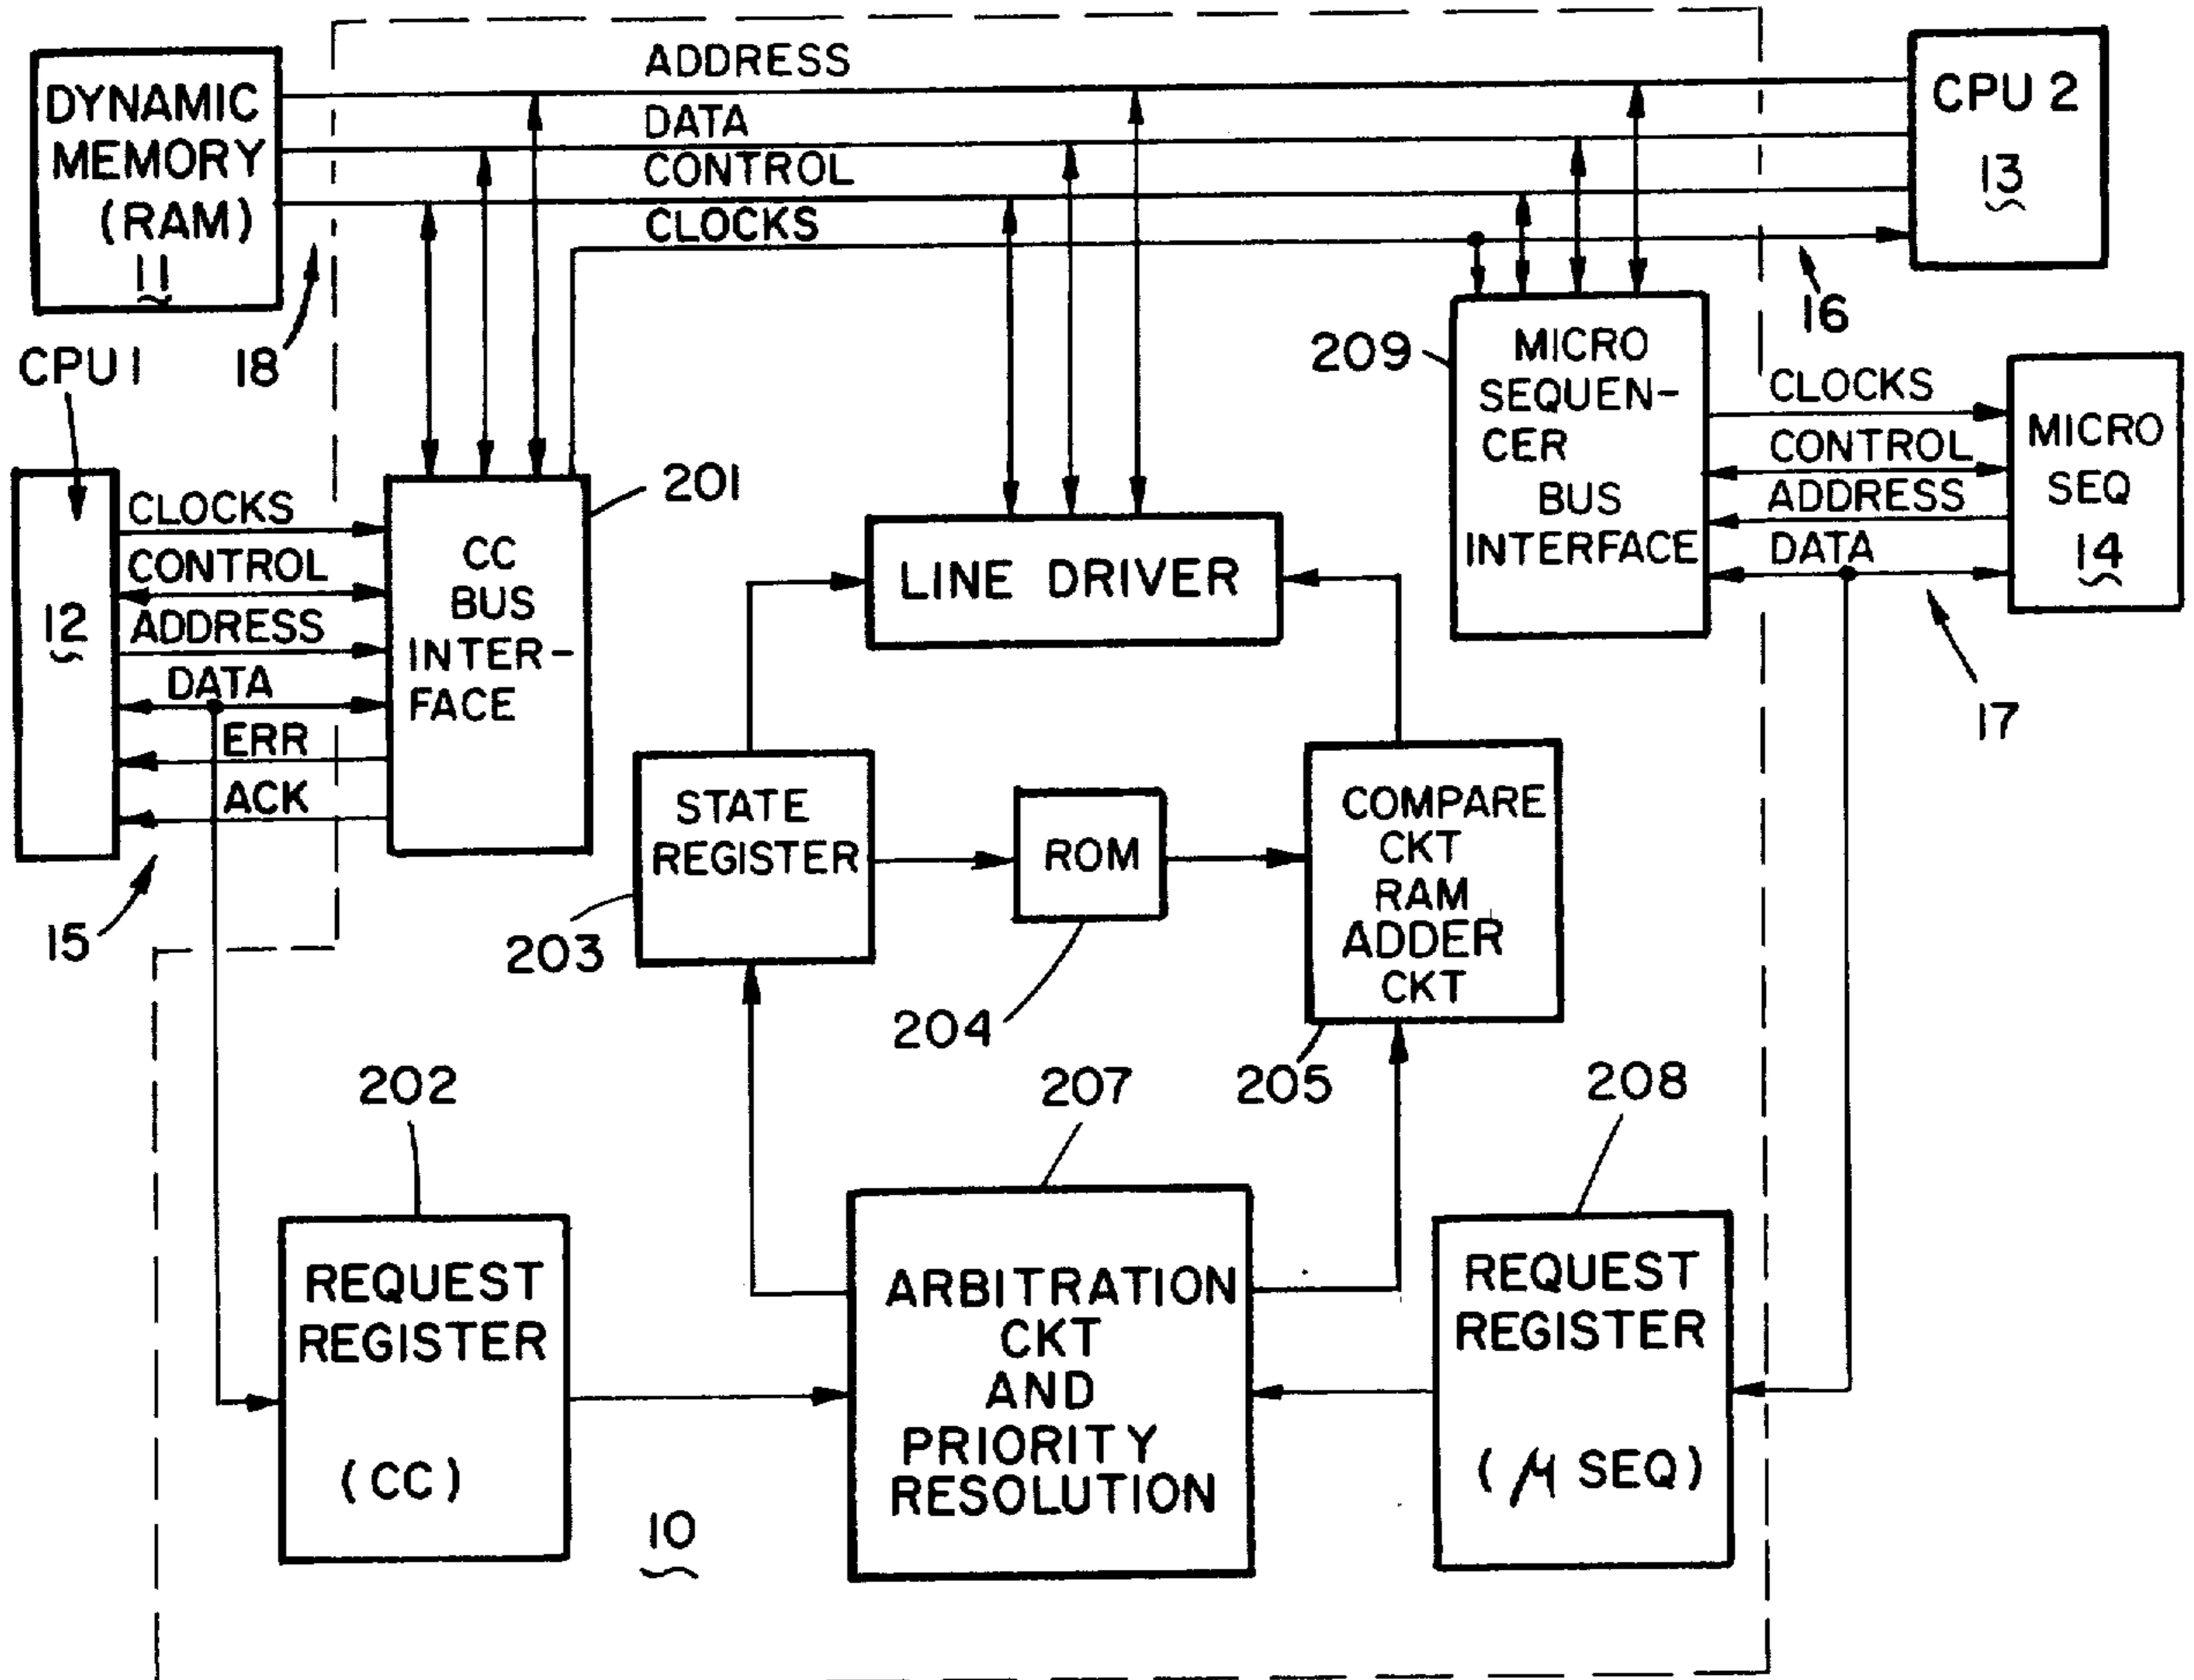 ADDRESS
DATA
CONTROL
CLOCKS
DYNAMIC
MEMORY
(RAM)
11
CPU 2
13
18
16
CPU 1
12
CLOCKS
CONTROL
ADDRESS
DATA
ERR
ACK
15
CC
BUS
INTER-
FACE
201
LINE DRIVER
209
MICRO
SEQUEN-
CER
BUS
INTERFACE
CLOCKS
CONTROL
ADDRESS
DATA
MICRO
SEQ
14
17
STATE
REGISTER
203
ROM
204
COMPARE
CKT
RAM
ADDER
CKT
205
202
REQUEST
REGISTER
(CC)
10
207
ARBITRATION
CKT
AND
PRIORITY
RESOLUTION
208
REQUEST
REGISTER
(μ SEQ)